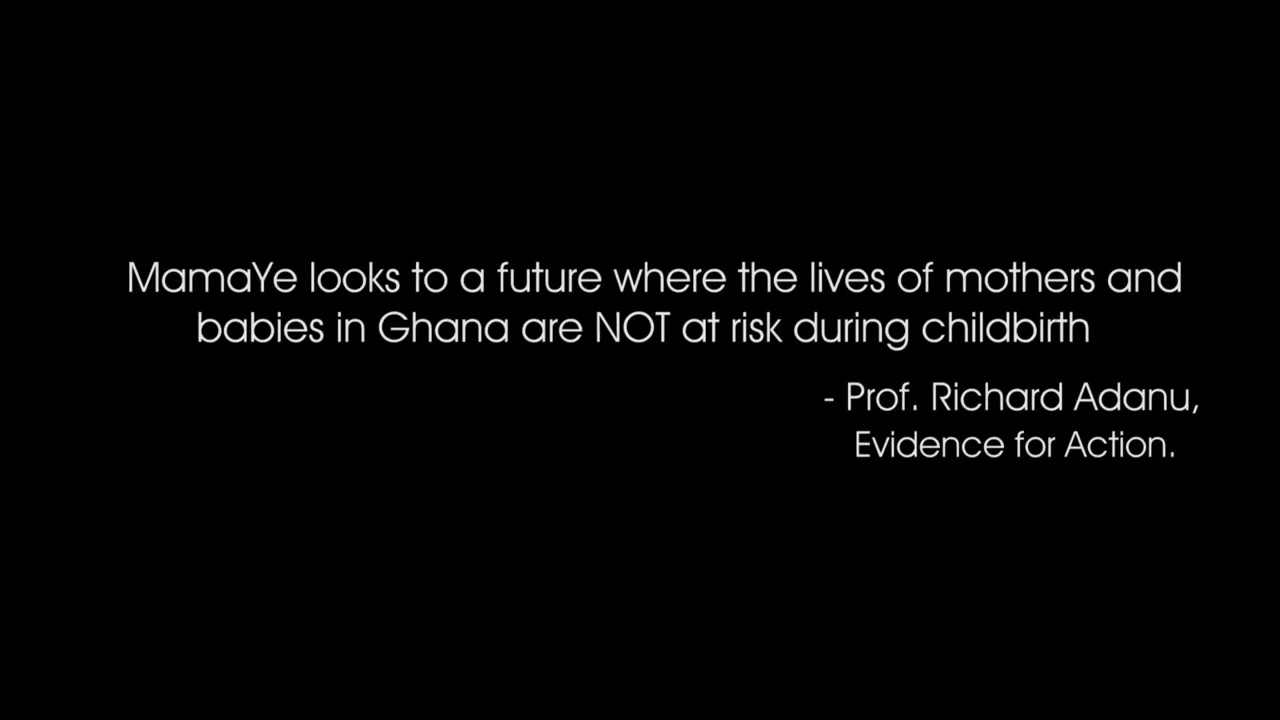 MamaYe looks to a future where the lives of mothers and
babies in Ghana are NOT at risk during childbirth
- Prof. Richard Adanu,
Evidence for Action.